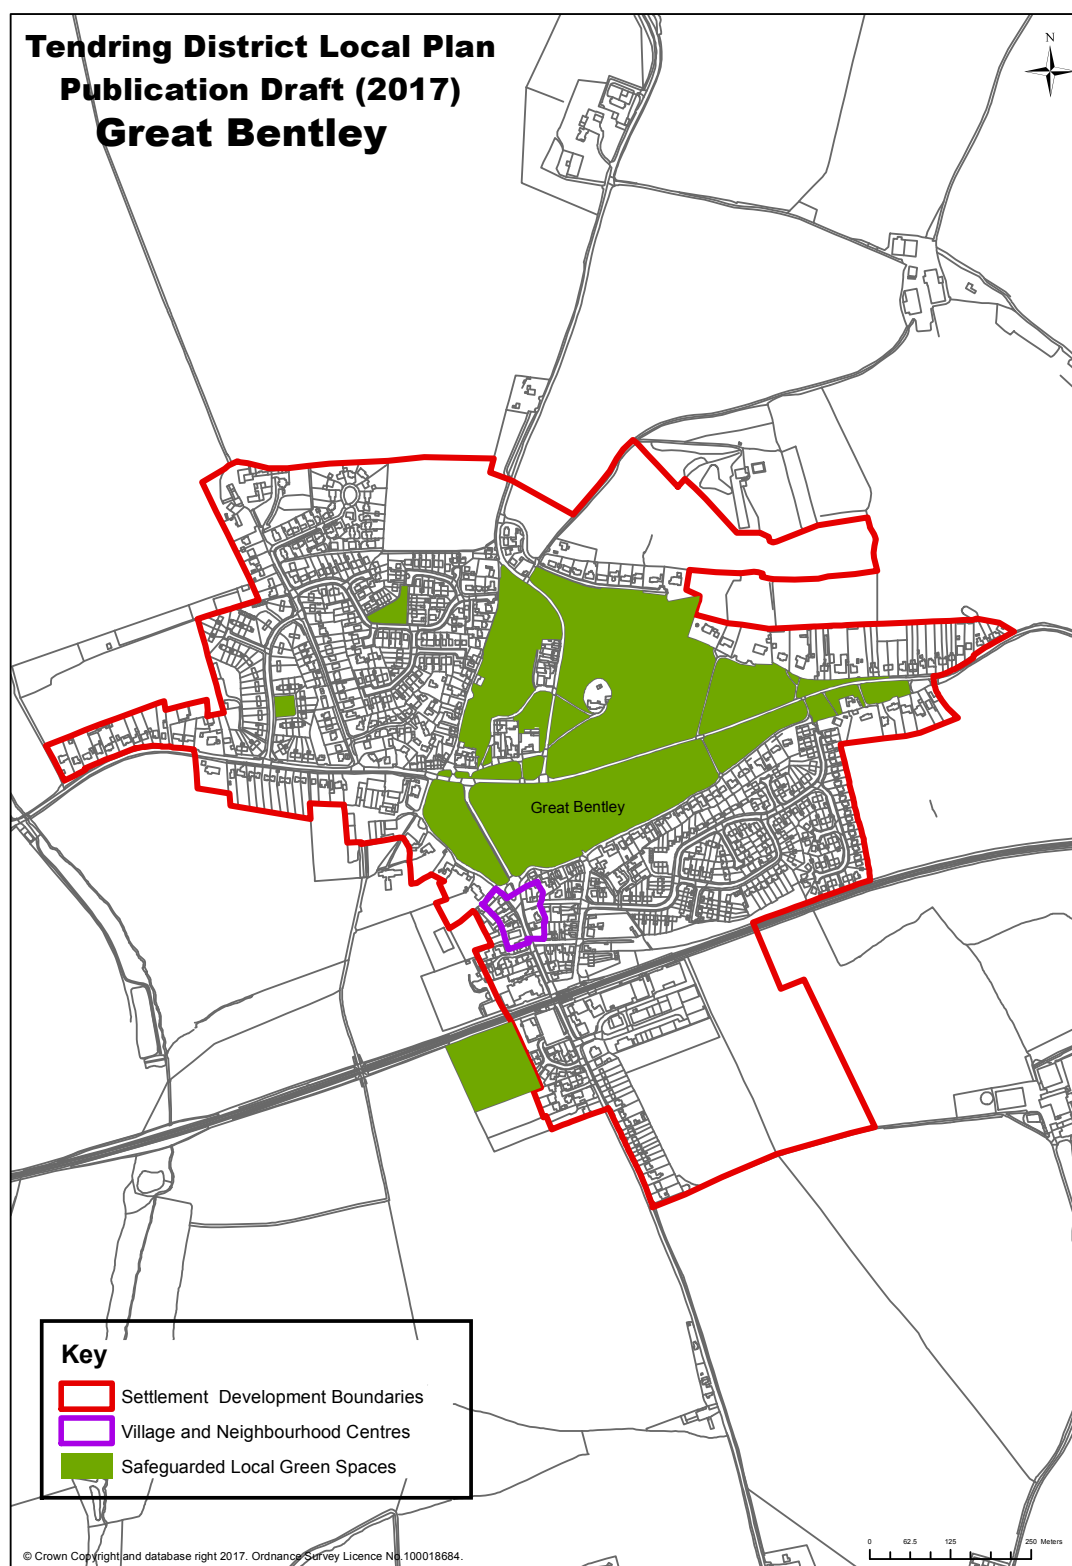 Tendring District Local Plan
Publication Draft (2017)
Great Bentley
N
Great Bentley
Key
Settlement Development Boundaries
Village and Neighbourhood Centres
Safeguarded Local Green Spaces
0 62.5 125 250 Meters
© Crown Copyright and database right 2017. Ordnance Survey Licence No.100018684.